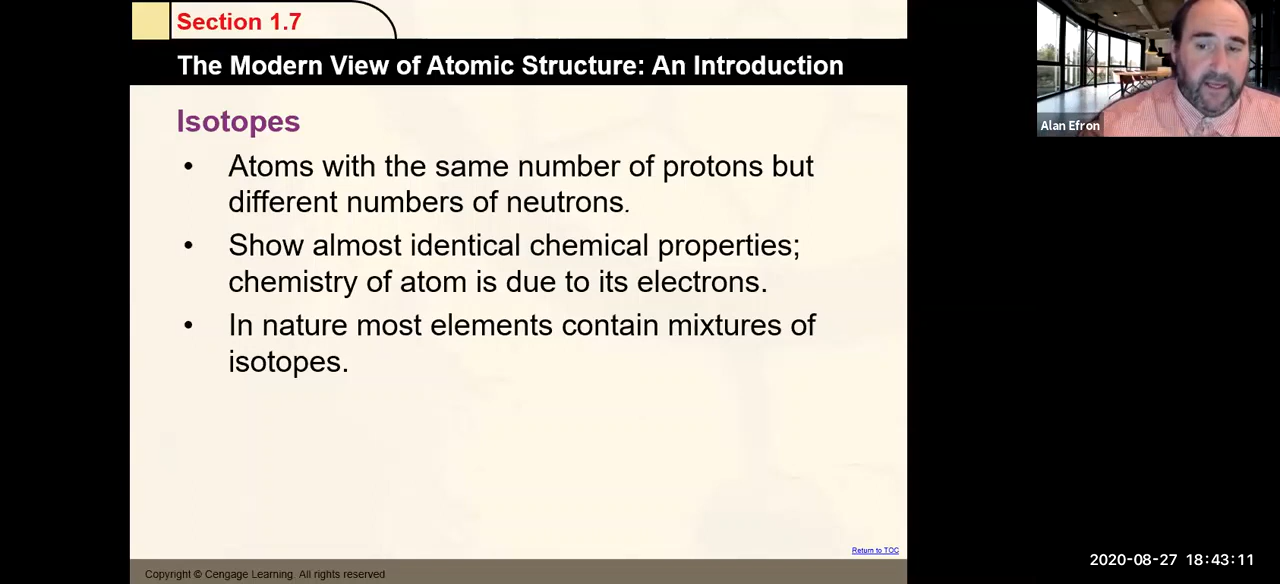 Section 1.7
The Modern View of Atomic Structure: An Introduction
Isotopes
• Atoms with the same number of protons but
different numbers of neutrons.
• Show almost identical chemical properties;
chemistry of atom is due to its electrons.
• In nature most elements contain mixtures of
isotopes.
Return to TOC
Copyright © Cengage Learning. All rights reserved
Alan Efron
2020-08-27 18:43:11